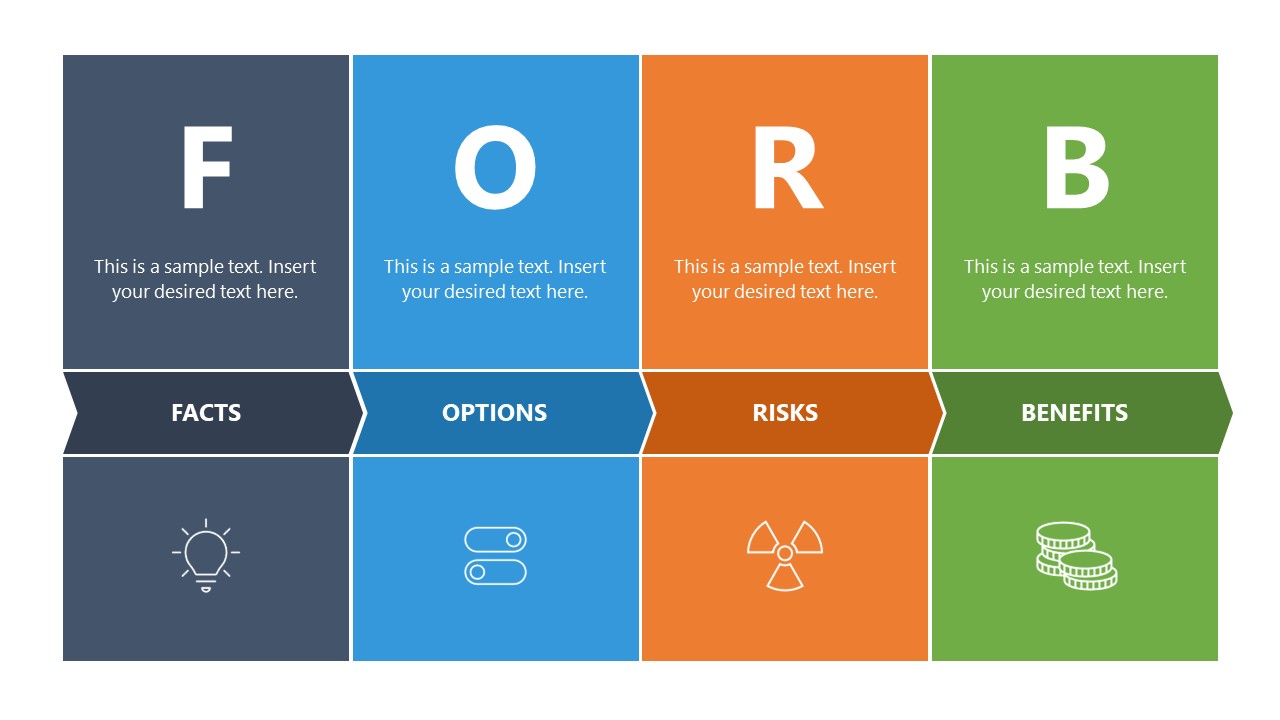 F
This is a sample text. Insert
your desired text here.
FACTS
O
This is a sample text. Insert
your desired text here.
OPTIONS
R
This is a sample text. Insert
your desired text here.
RISKS
B
This is a sample text. Insert
your desired text here.
BENEFITS